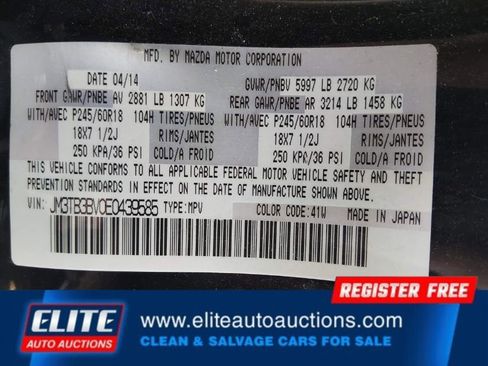 MFD. BY MAZDA MOTOR CORPORATION
DATE 04/14 GVWR/PNBV 5997 LB 2720 KG
FRONT GAWR/PNBE AV 2881 LB 1307 KG REAR GAWR/PNBE AR 3214 LB 1458 KG
WITH/AVEC P245/60R18 104H TIRES/PNEUS WITH/AVEC P245/60R18 104H TIRES/PNEUS
18X7 1/2J RIMS/JANTES 18X7 1/2J RIMS/JANTES
250 KPA/36 PSI COLD/A FROID 250 KPA/36 PSI COLD/A FROID
THIS VEHICLE CONFORMS TO ALL APPLICABLE FEDERAL MOTOR VEHICLE SAFETY AND THEFT
PREVENTION STANDARDS IN EFFECT ON THE DATE OF MANUFACTURE SHOWN ABOVE.
VIN: JM3TB3BV0E0439585 TYPE:MPV COLOR CODE:41W MADE IN JAPAN
REGISTER FREE
ELITE
AUTO AUCTIONS
www.eliteautoauctions.com
CLEAN & SALVAGE CARS FOR SALE